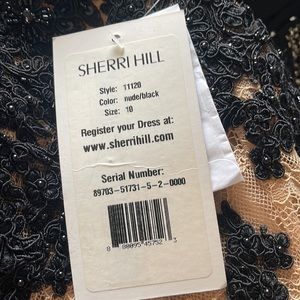 SHERRI HILL
Style: 11120
Color: nude/black
Size: 10
Register your Dress at:
www.sherrihill.com
Serial Number:
89703-51731-5-2-0000